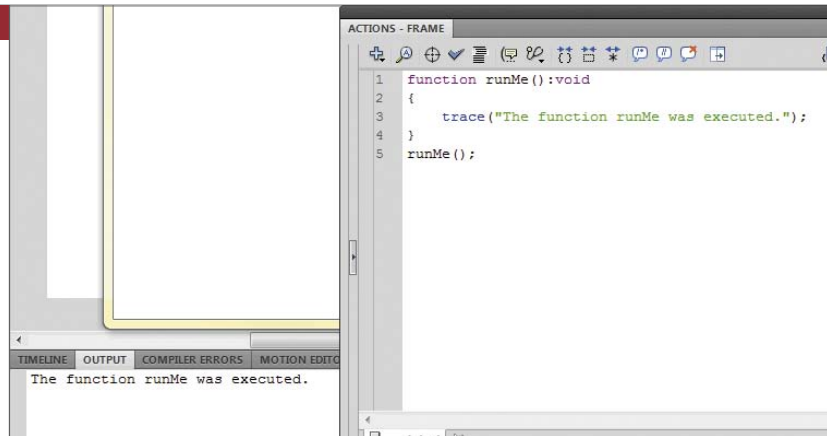 ACTIONS - FRAME
1 function runMe():void
2 {
3 trace("The function runMe was executed.");
4 }
5 runMe();
TIMELINE OUTPUT COMPILER ERRORS MOTION EDITO
The function runMe was executed.